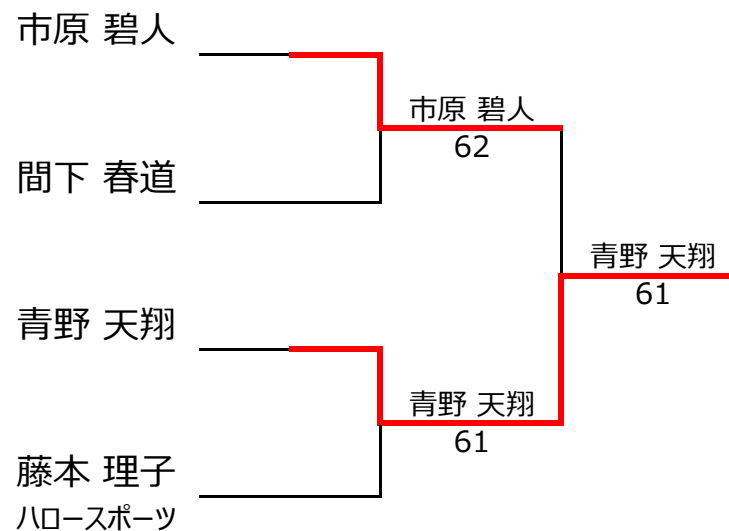 市原 碧人
市原 碧人
62
間下 春道
青野 天翔
61
青野 天翔
青野 天翔
61
藤本 理子
ハロースポーツ